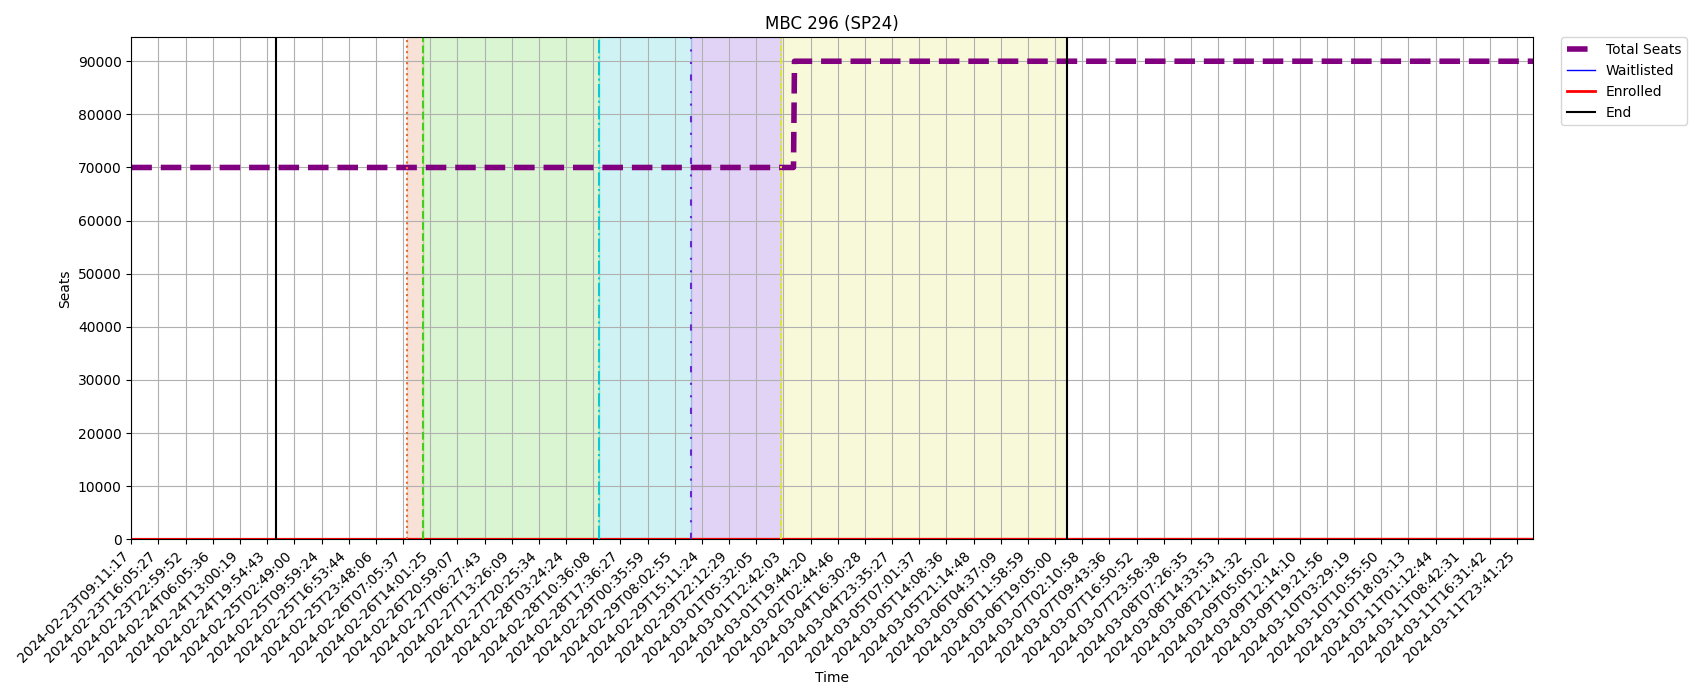 MBC 296 (SP24)
Total Seats
Waitlisted
Enrolled
End
90000
80000
70000
60000
50000
40000
30000
20000
10000
0
Seats
2024-02-23T09:11:17
2024-02-23T16:05:27
2024-02-23T22:59:52
2024-02-24T06:05:36
2024-02-24T13:00:19
2024-02-24T19:54:43
2024-02-25T02:49:00
2024-02-25T09:59:24
2024-02-25T16:53:44
2024-02-25T23:48:06
2024-02-26T07:05:37
2024-02-26T14:01:25
2024-02-26T20:59:07
2024-02-27T06:27:43
2024-02-27T13:26:09
2024-02-27T20:25:34
2024-02-28T03:24:24
2024-02-28T10:36:08
2024-02-28T17:36:27
2024-02-29T00:35:59
2024-02-29T08:02:55
2024-02-29T15:11:24
2024-02-29T22:12:29
2024-03-01T05:32:05
2024-03-01T12:42:03
2024-03-01T19:44:20
2024-03-02T02:44:46
2024-03-04T16:30:28
2024-03-04T23:35:27
2024-03-05T07:01:37
2024-03-05T14:08:36
2024-03-05T21:14:48
2024-03-06T04:37:09
2024-03-06T11:58:59
2024-03-06T19:05:00
2024-03-07T02:10:58
2024-03-07T09:43:36
2024-03-07T16:50:52
2024-03-07T23:58:38
2024-03-08T07:26:35
2024-03-08T14:33:53
2024-03-08T21:41:32
2024-03-09T05:05:02
2024-03-09T12:14:10
2024-03-09T19:21:56
2024-03-10T03:29:19
2024-03-10T10:55:50
2024-03-10T18:03:13
2024-03-11T01:12:44
2024-03-11T08:42:31
2024-03-11T16:31:42
2024-03-11T23:41:25
Time